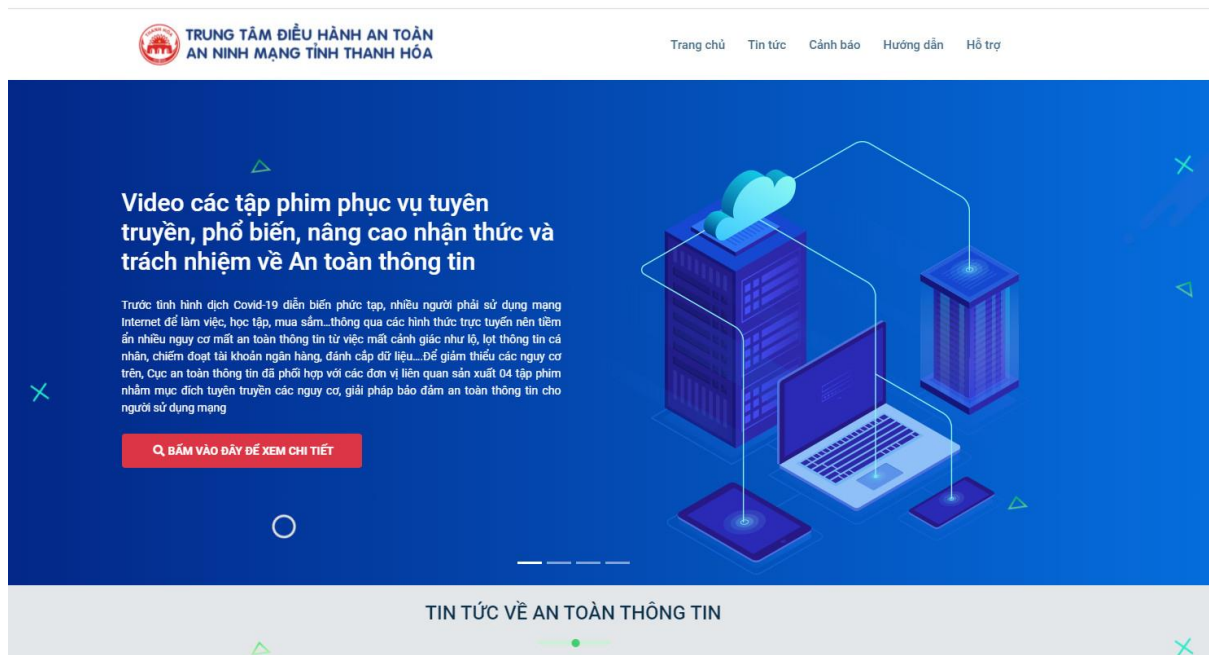 TRUNG TÂM ĐIỀU HÀNH AN TOÀN
AN NINH MẠNG TỈNH THANH HÓA
Trang chủ Tin tức Cảnh báo Hướng dẫn Hỗ trợ
Video các tập phim phục vụ tuyên
truyền, phổ biến, nâng cao nhận thức và
trách nhiệm về An toàn thông tin
Trước tình hình dịch Covid-19 diễn biến phức tạp, nhiều người phải sử dụng mạng
Internet để làm việc, học tập, mua sắm...thông qua các hình thức trực tuyến nên tiềm
ẩn nhiều nguy cơ mất an toàn thông tin từ việc mất cảnh giác như lộ, lọt thông tin cá
nhân, chiếm đoạt tài khoản ngân hàng, đánh cắp dữ liệu....Để giảm thiểu các nguy cơ
trên, Cục an toàn thông tin đã phối hợp với các đơn vị liên quan sản xuất 04 tập phim
nhằm mục đích tuyên truyền các nguy cơ, giải pháp bảo đảm an toàn thông tin cho
người sử dụng mạng
BẤM VÀO ĐÂY ĐỂ XEM CHI TIẾT
TIN TỨC VỀ AN TOÀN THÔNG TIN